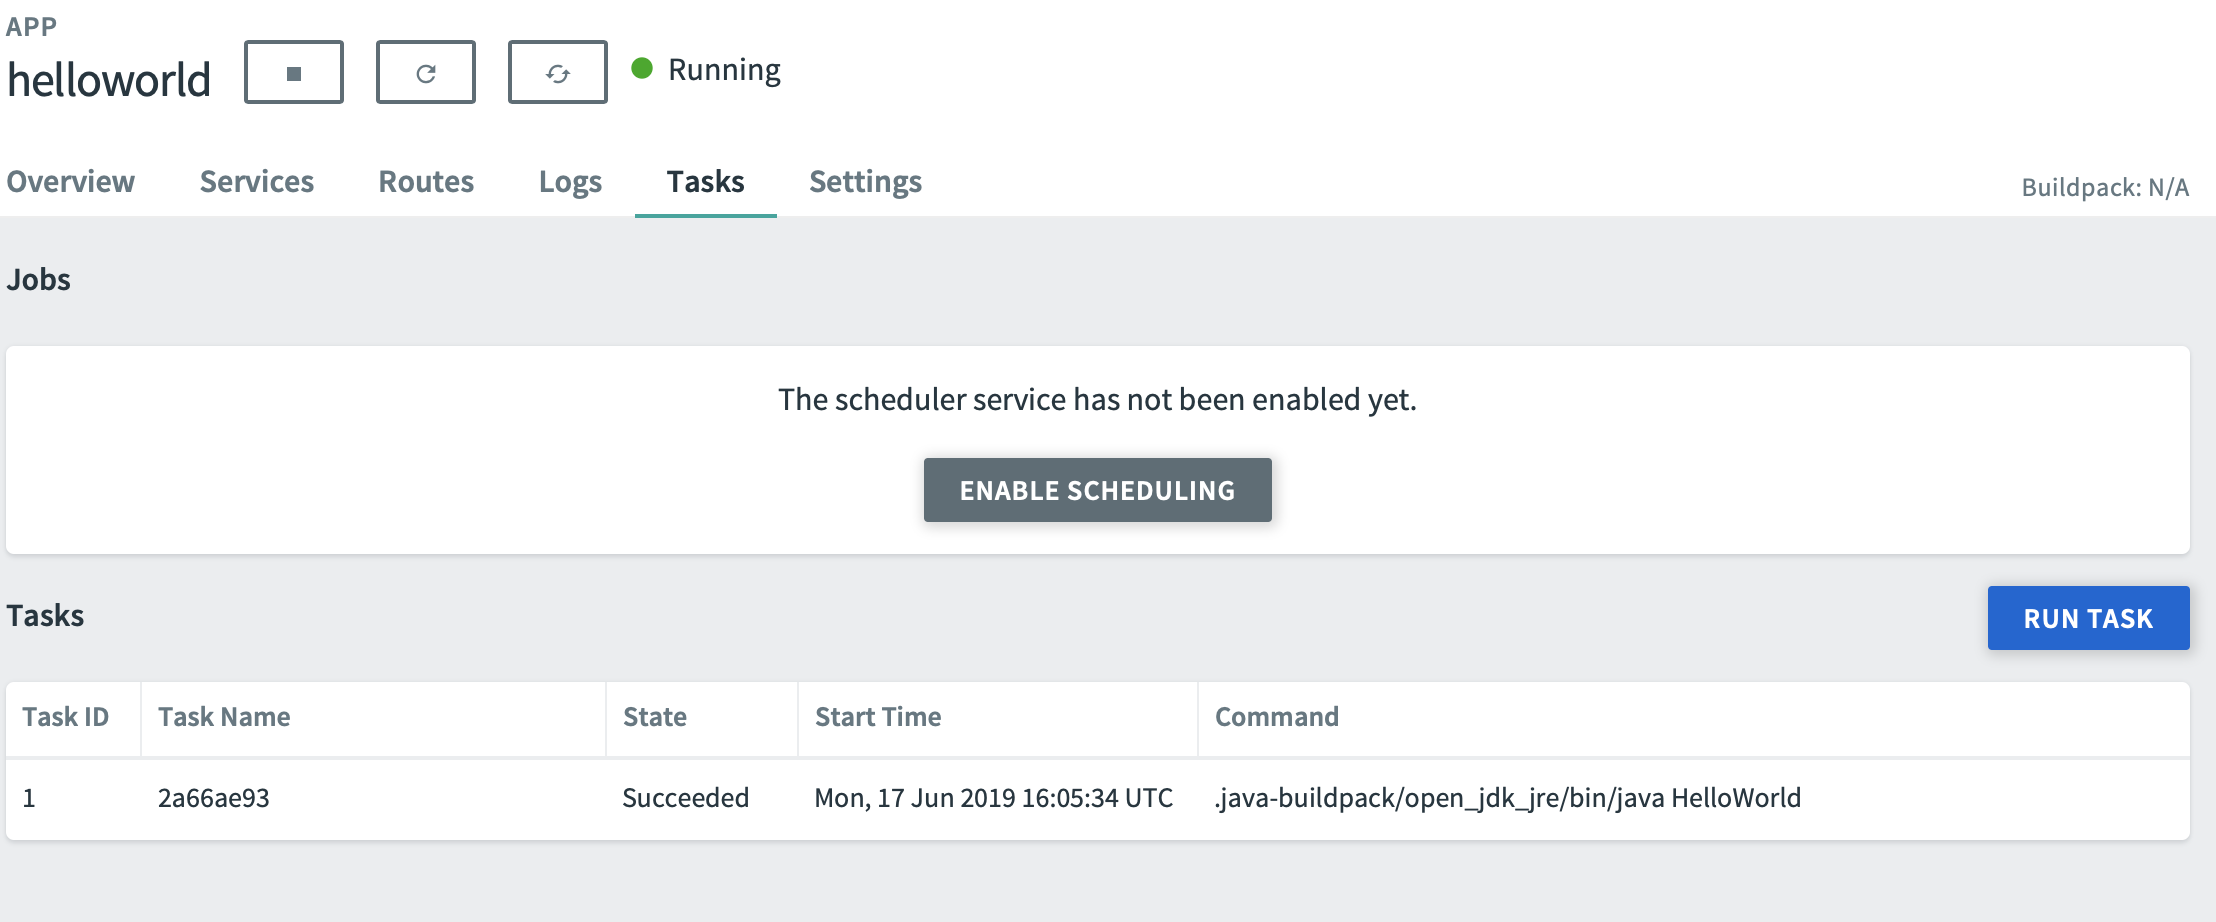 APP
helloworld Running
Overview Services Routes Logs Tasks Settings Buildpack: N/A
Jobs
The scheduler service has not been enabled yet.
ENABLE SCHEDULING
Tasks RUN TASK
Task ID Task Name State Start Time Command
1 2a66ae93 Succeeded Mon, 17 Jun 2019 16:05:34 UTC .java-buildpack/open_jdk_jre/bin/java HelloWorld